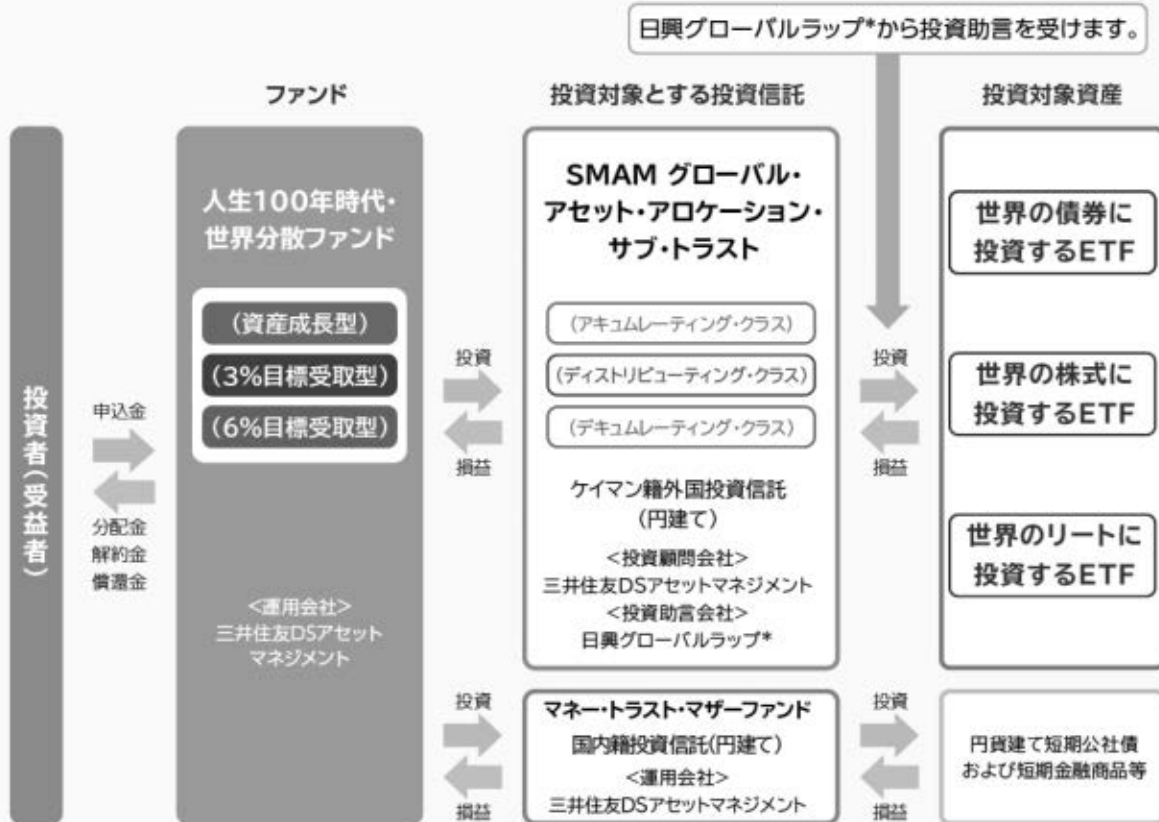 日興グローバルラップ*から投資助言を受けます。
ファンド
投資対象とする投資信託
投資対象資産
投資者(受益者)
申込金
分配金
解約金
償還金
人生100年時代・
世界分散ファンド
(資産成長型)
(3%目標受取型)
(6%目標受取型)
<運用会社>
三井住友DSアセット
マネジメント
投資
損益
SMAM グローバル・
アセット・アロケーション・
サブ・トラスト
(アキュムレーティング・クラス)
(ディストリビューティング・クラス)
(デキュムレーティング・クラス)
ケイマン籍外国投資信託
(円建て)
<投資顧問会社>
三井住友DSアセットマネジメント
<投資助言会社>
日興グローバルラップ*
投資
損益
世界の債券に
投資するETF
世界の株式に
投資するETF
世界のリートに
投資するETF
投資
損益
マネー・トラスト・マザーファンド
国内籍投資信託(円建て)
<運用会社>
三井住友DSアセットマネジメント
投資
損益
円貨建て短期公社債
および短期金融商品等